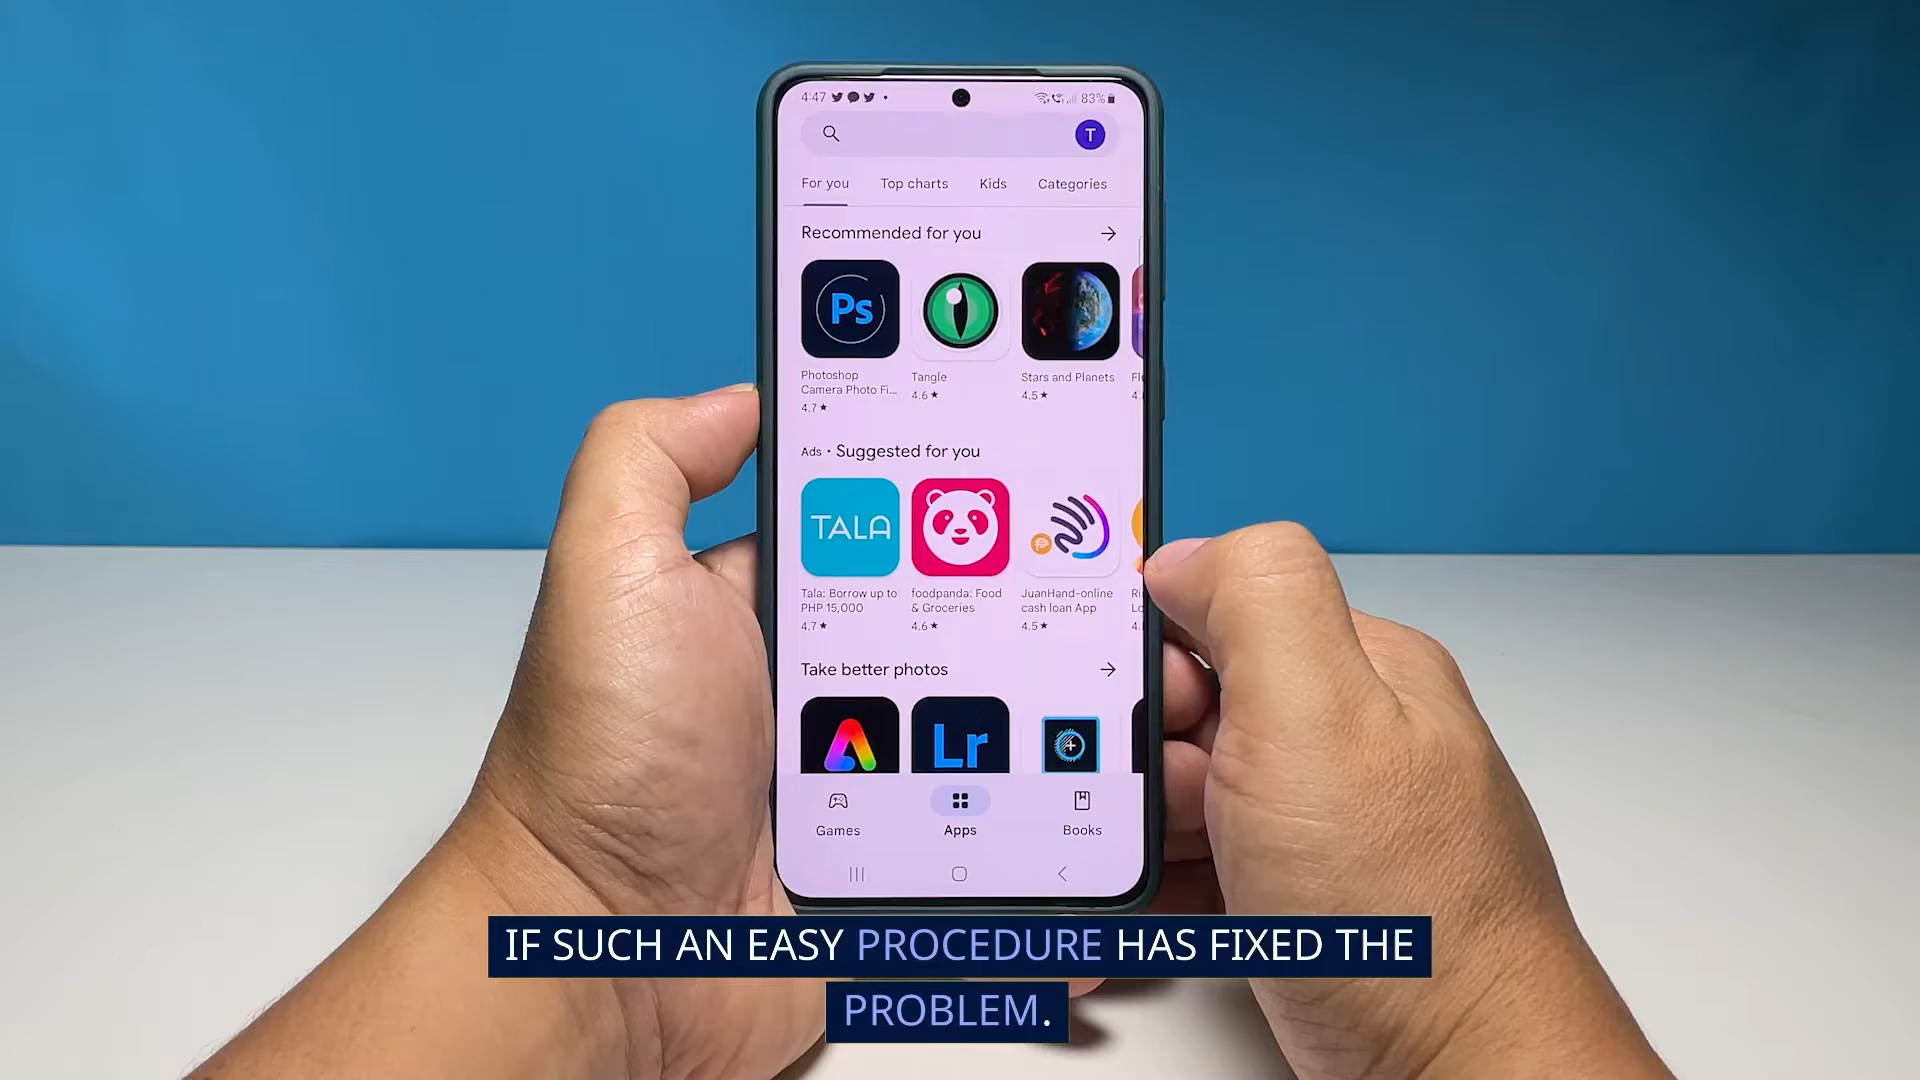 4:47
83%
T
For you
Top charts
Kids
Categories
Recommended for you
Ps
Photoshop
Camera Photo Fi...
4.7★
Tangle
4.6★
Stars and Planets
4.5★
Ads • Suggested for you
TALA
Tala: Borrow up to
PHP 15,000
4.7★
foodpanda: Food
& Groceries
4.6★
JuanHand-online
cash loan App
4.5★
Take better photos
Lr
Games
Apps
Books
IF SUCH AN EASY PROCEDURE HAS FIXED THE
PROBLEM.